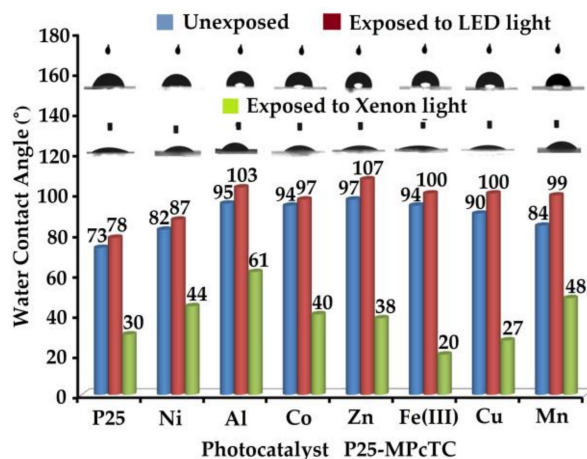 Unexposed
Exposed to LED light
Exposed to Xenon light
Water Contact Angle (°)
180
160
140
120
100
80
60
40
20
0
73 78 30
82 87 44
95 103 61
94 97 40
97 107 38
94 100 20
90 100 27
84 99 48
P25 Ni Al Co Zn Fe(III) Cu Mn
Photocatalyst P25-MPcTC